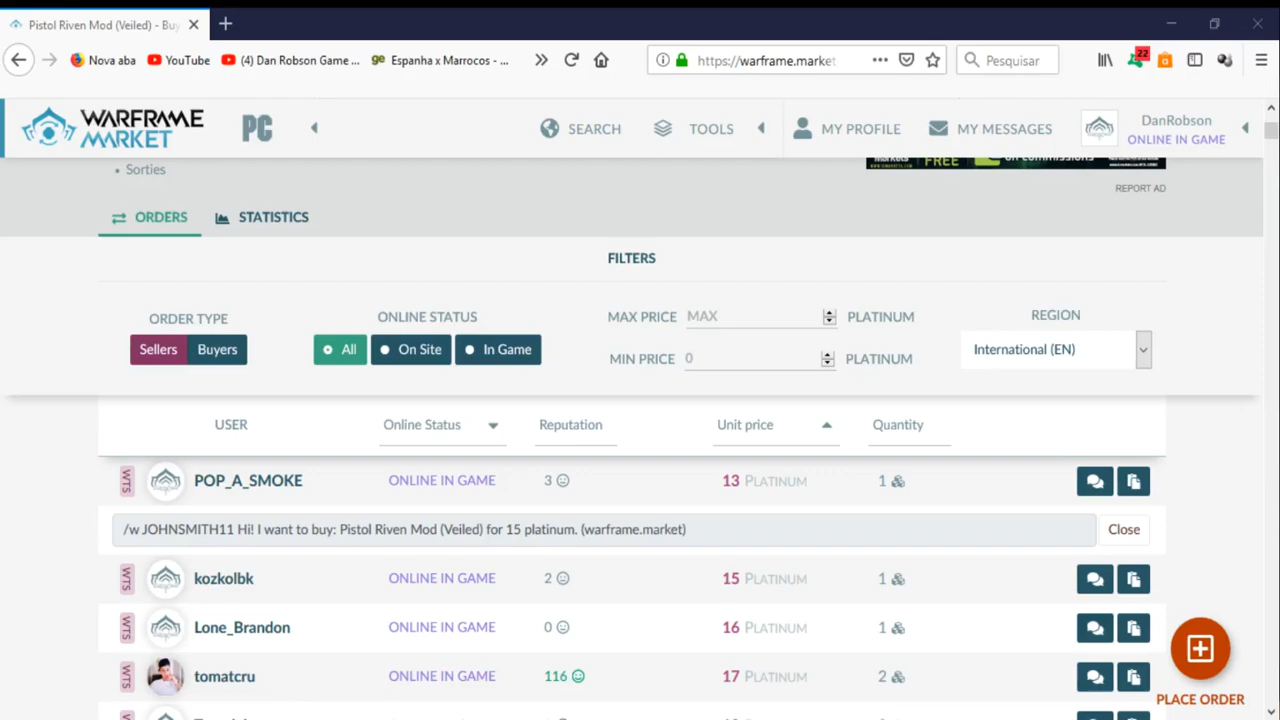 Pistol Riven Mod (Veiled) - Buy
Nova aba
YouTube
(4) Dan Robson Game ...
Espanha x Marrocos - ...
https://warframe.market
Pesquisar
22
WARFRAME
MARKET
PC
SEARCH
TOOLS
MY PROFILE
MY MESSAGES
DanRobson
ONLINE IN GAME
• Sorties
FREE
on commissions
REPORT AD
ORDERS
STATISTICS
FILTERS
ORDER TYPE
Sellers
Buyers
ONLINE STATUS
All
On Site
In Game
MAX PRICE MAX PLATINUM
MIN PRICE 0 PLATINUM
REGION
International (EN)
USER Online Status Reputation Unit price Quantity
WTS POP_A_SMOKE ONLINE IN GAME 3 13 PLATINUM 1
/w JOHNSMITH11 Hi! I want to buy: Pistol Riven Mod (Veiled) for 15 platinum. (warframe.market) Close
WTS kozkolbk ONLINE IN GAME 2 15 PLATINUM 1
WTS Lone_Brandon ONLINE IN GAME 0 16 PLATINUM 1
WTS tomatcru ONLINE IN GAME 116 17 PLATINUM 2
PLACE ORDER